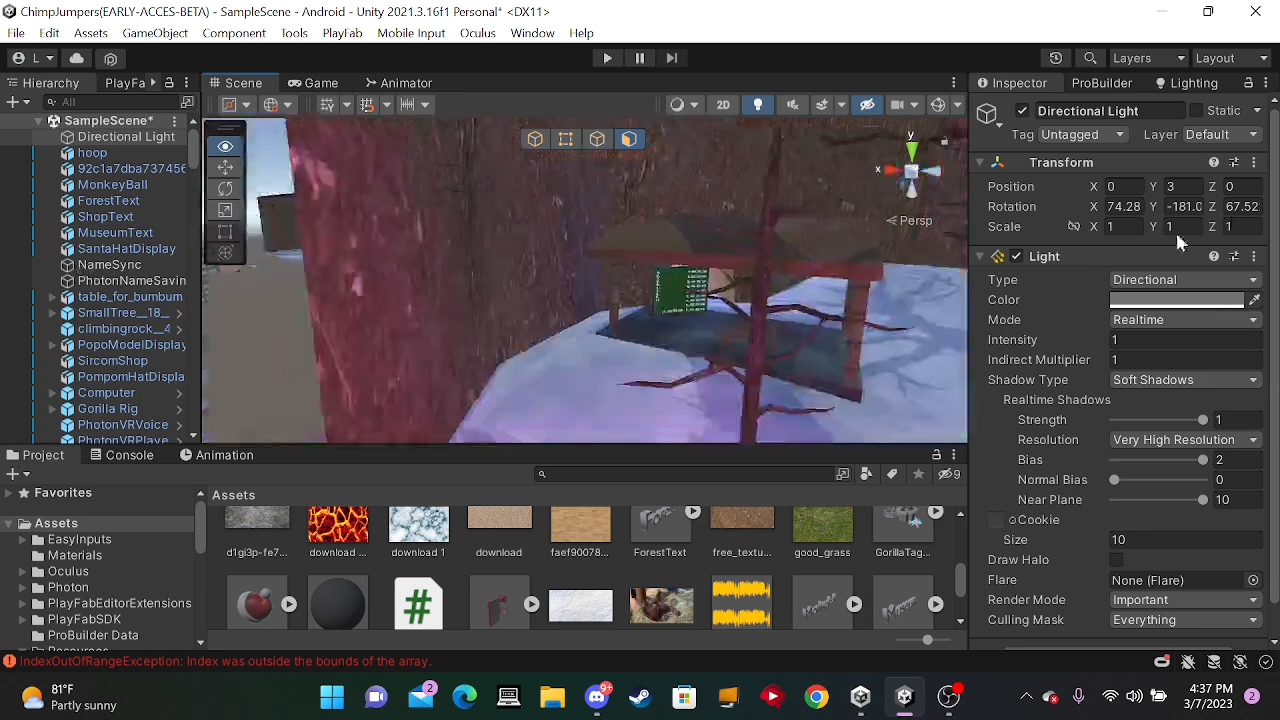 ChimpJumpers(EARLY-ACCES-BETA) - SampleScene - Android - Unity 2021.3.16f1 Personal* <DX11>
File Edit Assets GameObject Component Tools PlayFab Mobile Input Oculus Window Help
L Layers Layout
Hierarchy PlayFa Scene Game Animator Inspector ProBuilder Lighting
All 2D
SampleScene*
Directional Light
hoop
92c1a7dba737456
MonkeyBall
ForestText
ShopText
MuseumText
SantaHatDisplay
NameSync
PhotonNameSavin
table_for_bumbum
SmallTree__18_
climbingrock__4
PopoModelDisplay
SircomShop
PompomHatDispla
Computer
Gorilla Rig
PhotonVRVoice
PhotonVRPlaye
y
x
Persp
Directional Light Static
Tag Untagged Layer Default
Transform
Position X 0 Y 3 Z 0
Rotation X 74.28 Y -181.0 Z 67.52
Scale X 1 Y 1 Z 1
Light
Type Directional
Color
Mode Realtime
Intensity 1
Indirect Multiplier 1
Shadow Type Soft Shadows
Realtime Shadows
Strength 1
Resolution Very High Resolution
Bias 2
Normal Bias 0
Near Plane 10
Cookie
Size 10
Draw Halo
Flare None (Flare)
Render Mode Important
Culling Mask Everything
Project Console Animation
9
Favorites
Assets
EasyInputs
Materials
Oculus
Photon
PlayFabEditorExtensions
PlayFabSDK
ProBuilder Data
Assets
d1gi3p-fe7... download ... download 1 download faef90078... ForestText free_textu... good_grass GorillaTag...
#
IndexOutOfRangeException: Index was outside the bounds of the array.
81°F
Partly sunny
2
9+
4:37 PM
3/7/2023
2